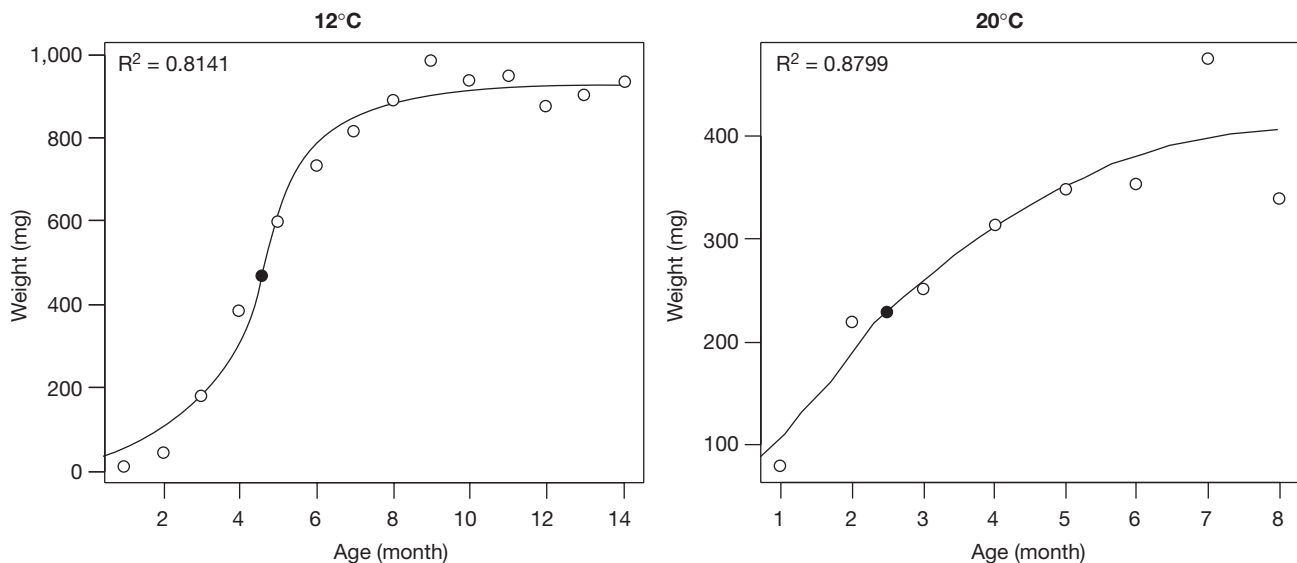 12°C
R² = 0.8141
1,000
800
600
400
200
0
Weight (mg)
2 4 6 8 10 12 14
Age (month)
20°C
R² = 0.8799
400
300
200
100
Weight (mg)
1 2 3 4 5 6 7 8
Age (month)